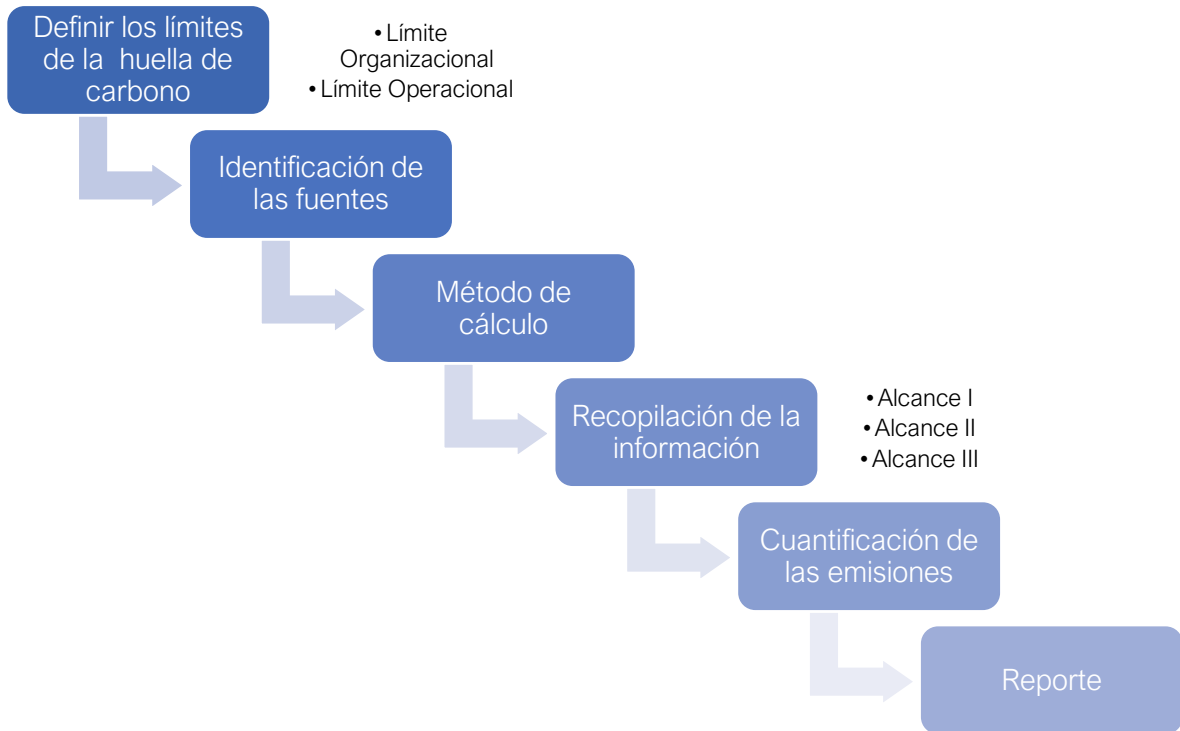 Definir los límites
de la huella de
carbono
• Límite
Organizacional
• Límite Operacional
Identificación de
las fuentes
Método de
cálculo
Recopilación de la
información
• Alcance I
• Alcance II
• Alcance III
Cuantificación de
las emisiones
Reporte